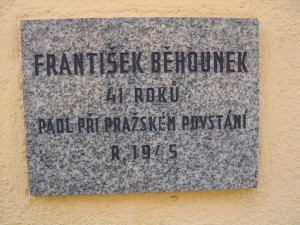 FRANTIŠEK BĚHOUNEK
41 ROKŮ
PADL PŘI PRAŽSKÉM POVSTÁNÍ
R. 1945